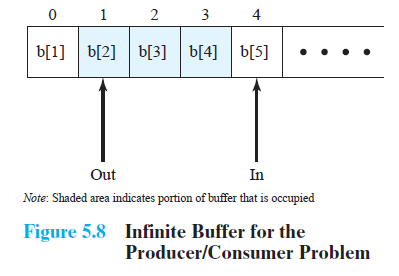 0 1 2 3 4
b[1] b[2] b[3] b[4] b[5] • • • •
Out In
Note: Shaded area indicates portion of buffer that is occupied
Figure 5.8 Infinite Buffer for the
Producer/Consumer Problem